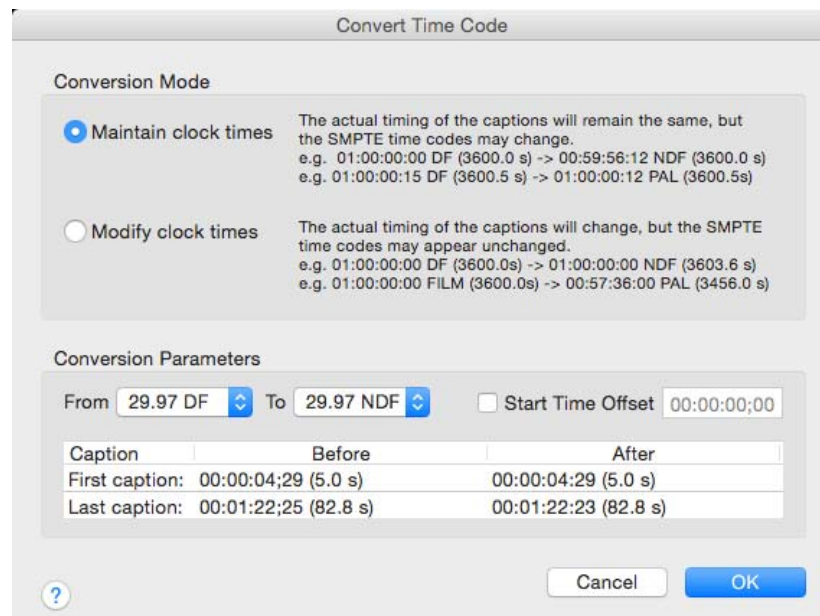 Convert Time Code
Conversion Mode
Maintain clock times
The actual timing of the captions will remain the same, but
the SMPTE time codes may change.
e.g.  01:00:00:00 DF (3600.0 s) -> 00:59:56:12 NDF (3600.0 s)
e.g. 01:00:00:15 DF (3600.5 s) -> 01:00:00:12 PAL (3600.5s)
Modify clock times
The actual timing of the captions will change, but the SMPTE
time codes may appear unchanged.
e.g. 01:00:00:00 DF (3600.0s) -> 01:00:00:00 NDF (3603.6 s)
e.g. 01:00:00:00 FILM (3600.0s) -> 00:57:36:00 PAL (3456.0 s)
Conversion Parameters
From 29.97 DF To 29.97 NDF Start Time Offset 00:00:00;00
Caption Before After
First caption: 00:00:04;29 (5.0 s) 00:00:04:29 (5.0 s)
Last caption: 00:01:22;25 (82.8 s) 00:01:22:23 (82.8 s)
? Cancel OK